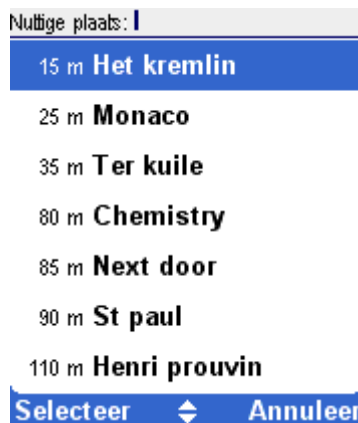 Nuttige plaats:
15 m Het kremlin
25 m Monaco
35 m Ter kuile
80 m Chemistry
85 m Next door
90 m St paul
110 m Henri prouvin
Selecteer Annuleer